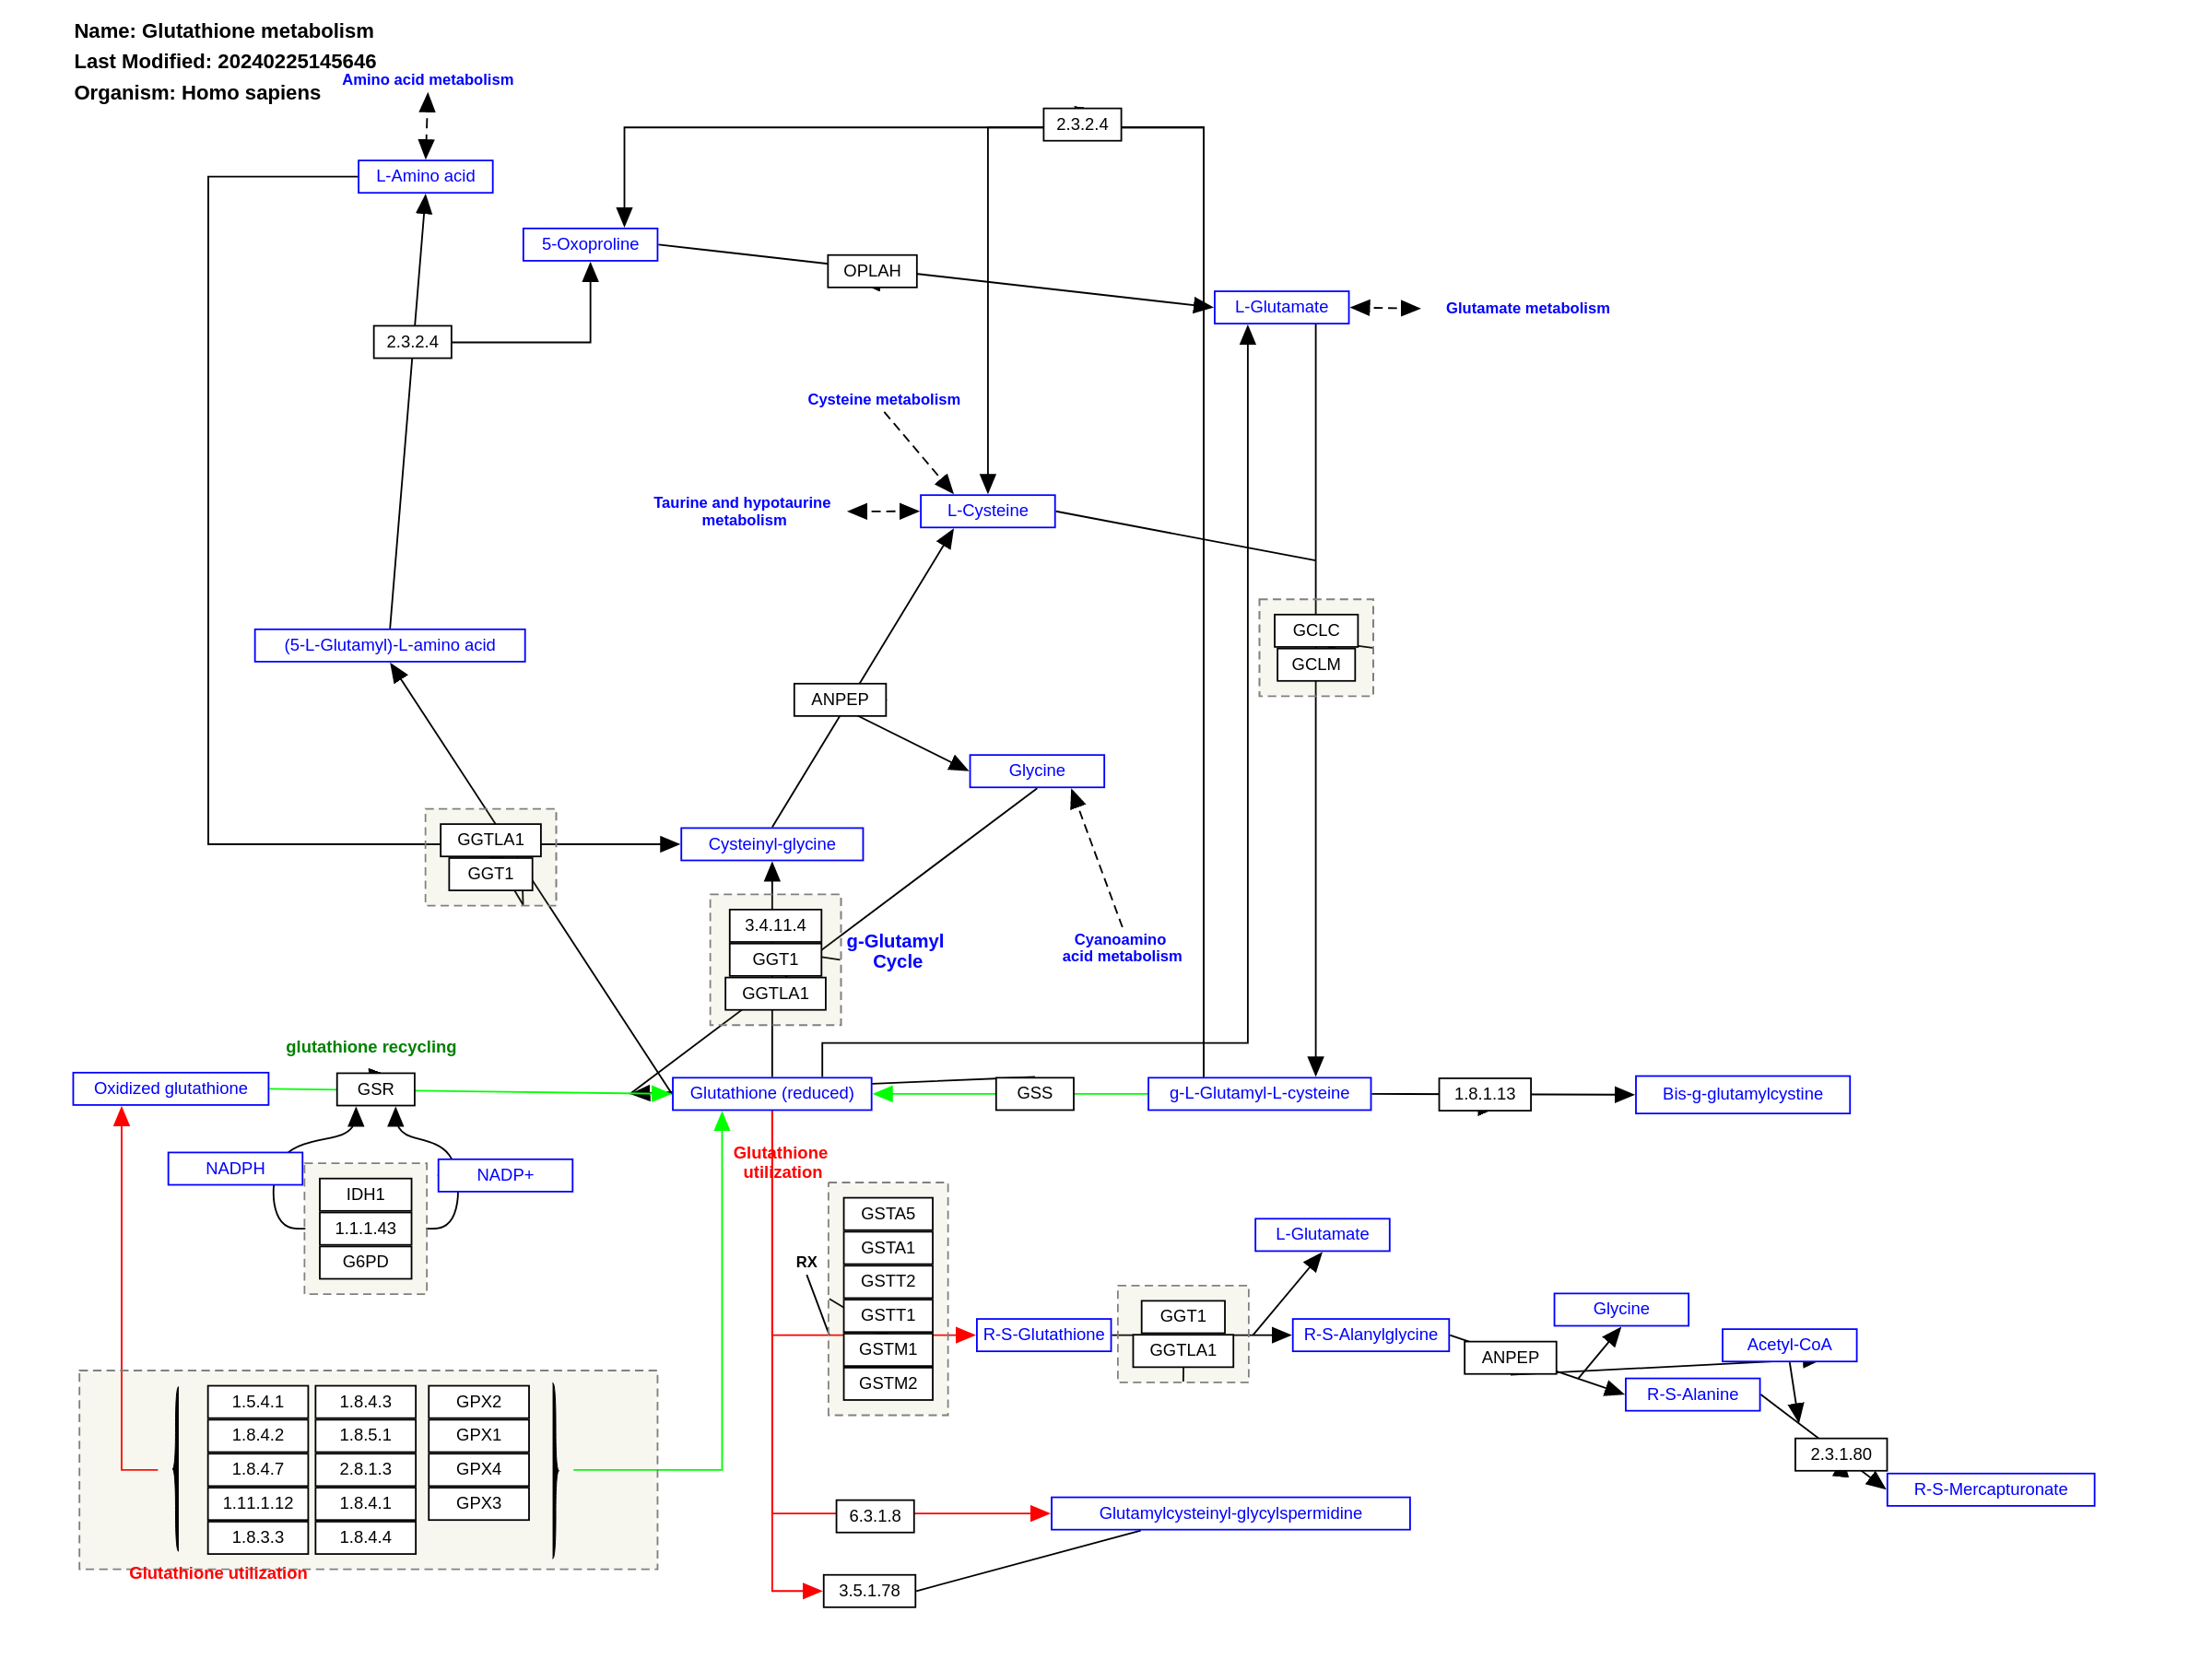 Name: Glutathione metabolism
Last Modified: 20240225145646
Organism: Homo sapiens
Amino acid metabolism
2.3.2.4
L-Amino acid
5-Oxoproline
OPLAH
L-Glutamate
Glutamate metabolism
2.3.2.4
Cysteine metabolism
Taurine and hypotaurine
metabolism
L-Cysteine
GCLC
GCLM
(5-L-Glutamyl)-L-amino acid
ANPEP
Glycine
GGTLA1
GGT1
Cysteinyl-glycine
3.4.11.4
GGT1
GGTLA1
g-Glutamyl
Cycle
Cyanoamino
acid metabolism
glutathione recycling
Oxidized glutathione
GSR
Glutathione (reduced)
GSS
g-L-Glutamyl-L-cysteine
1.8.1.13
Bis-g-glutamylcystine
NADPH
NADP+
IDH1
1.1.1.43
G6PD
Glutathione
utilization
RX
GSTA5
GSTA1
GSTT2
GSTT1
GSTM1
GSTM2
R-S-Glutathione
GGT1
GGTLA1
L-Glutamate
R-S-Alanylglycine
ANPEP
Glycine
Acetyl-CoA
R-S-Alanine
2.3.1.80
R-S-Mercapturonate
1.5.4.1
1.8.4.3
GPX2
1.8.4.2
1.8.5.1
GPX1
1.8.4.7
2.8.1.3
GPX4
1.11.1.12
1.8.4.1
GPX3
1.8.3.3
1.8.4.4
Glutathione utilization
6.3.1.8
Glutamylcysteinyl-glycylspermidine
3.5.1.78